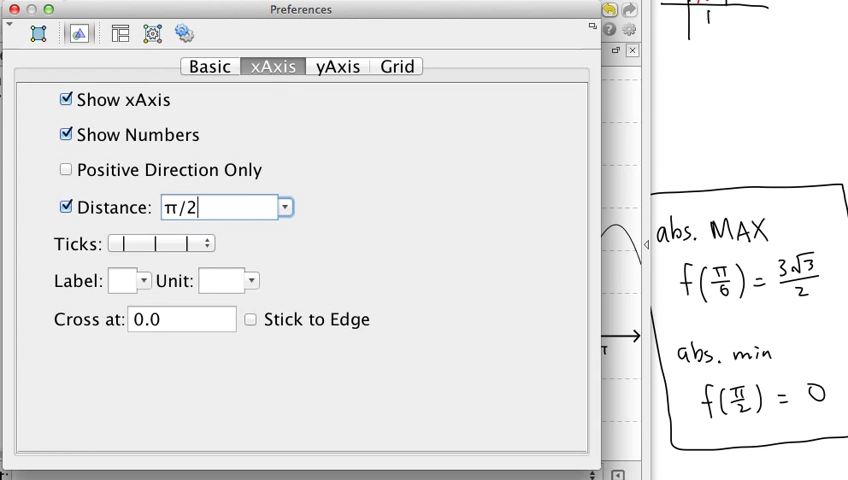 Preferences
Basic xAxis yAxis Grid
Show xAxis
Show Numbers
Positive Direction Only
Distance: π/2
Ticks:
Label: Unit:
Cross at: 0.0 Stick to Edge
π
1
abs. MAX
f(π/6) = 3√3/2
abs. min
f(π/2) = 0